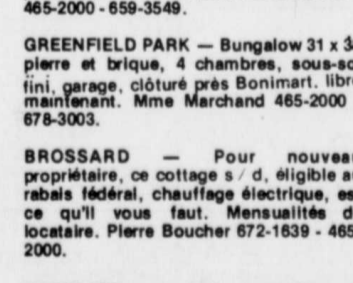 465-2000 - 659-3549.
GREENFIELD PARK — Bungalow 31 x 3
pierre et brique, 4 chambres, sous-so
fini, garage, clôturé près Bonimart. libr
maintenant. Mme Marchand 465-2000
678-3003.
BROSSARD — Pour nouvea
propriétaire, ce cottage s / d, éligible a
rabais fédéral, chauffage électrique, es
ce qu'il vous faut. Mensualités d
locataire. Pierre Boucher 672-1639 - 465
2000.